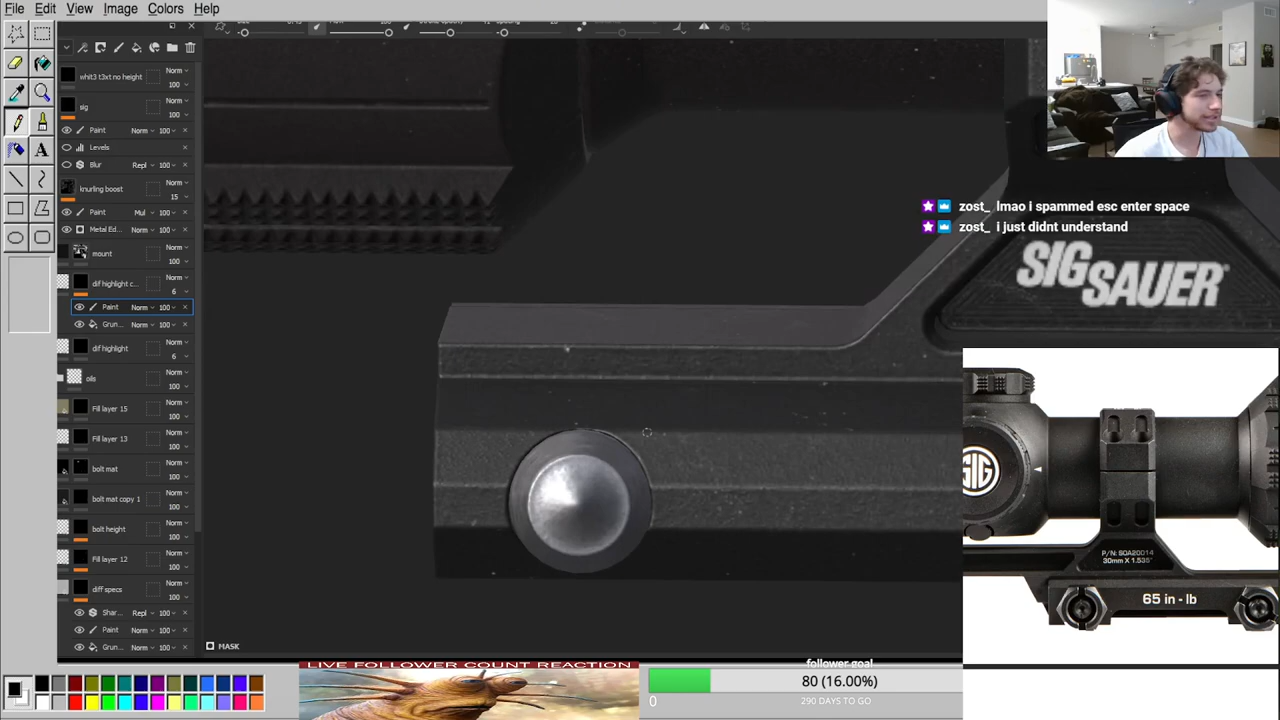 File Edit View Image Colors Help
whit3 t3xt no height Norm 100
sig Norm 100
Paint Norm 100
Levels
Blur Repl 100
knurling boost Norm 15
Paint Mul 100
Metal Ed... Norm 100
mount Norm 100
dif highlight c... Norm 6
Paint Norm 100
Grun... Norm 100
dif highlight Norm 6
oils Norm 100
Fill layer 15 Norm 100
Fill layer 13 Norm 100
bolt mat Norm 100
bolt mat copy 1 Norm 100
bolt height Norm 100
Fill layer 12 Norm 100
diff specs Norm 100
Shar... Repl 100
Paint Norm 100
Grun... Norm 100
MASK
zost_ lmao i spammed esc enter space
zost_ i just didnt understand
SIG SAUER
SIG
P/N: SOA20014
30mm X 1.535"
65 in - lb
LIVE FOLLOWER COUNT REACTION
follower goal
80 (16.00%)
0
290 DAYS TO GO